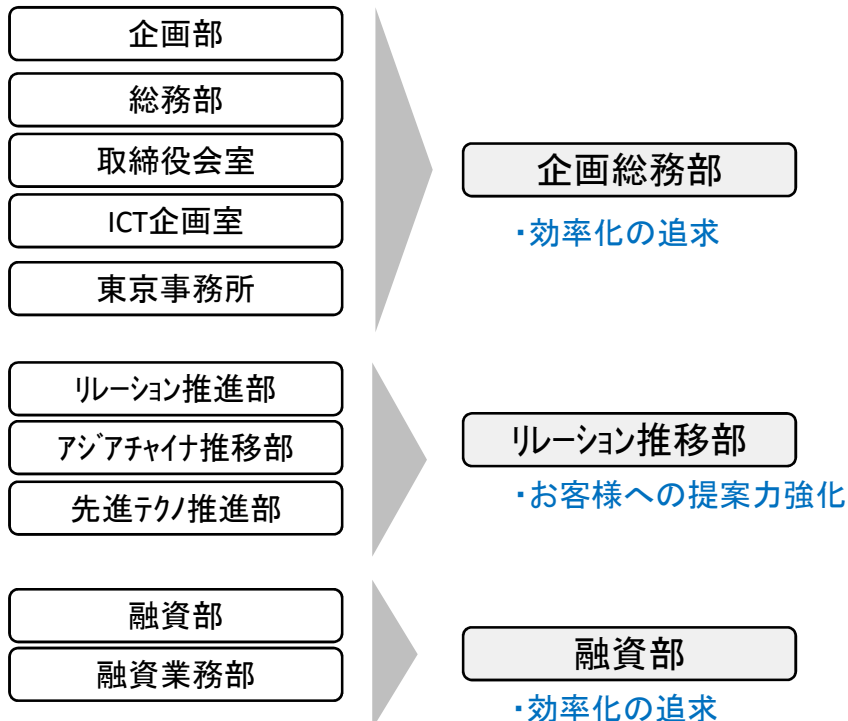 企画部
総務部
取締役会室
ICT企画室
東京事務所
企画総務部
・効率化の追求
ﾘﾚｰｼｮﾝ推進部
ｱｼﾞｱﾁｬｲﾅ推移部
先進ﾃｸﾉ推進部
ﾘﾚｰｼｮﾝ推移部
・お客様への提案力強化
融資部
融資業務部
融資部
・効率化の追求